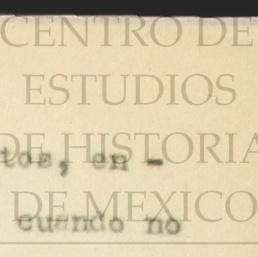 CENTRO DE
ESTUDIOS
DE HISTORIA
tos, en -
DE MEXICO
cuando no